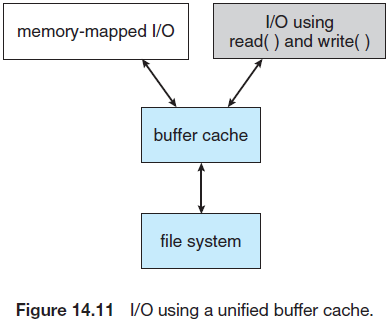 memory-mapped I/O
I/O using
read( ) and write( )
buffer cache
file system
Figure 14.11 I/O using a unified buffer cache.